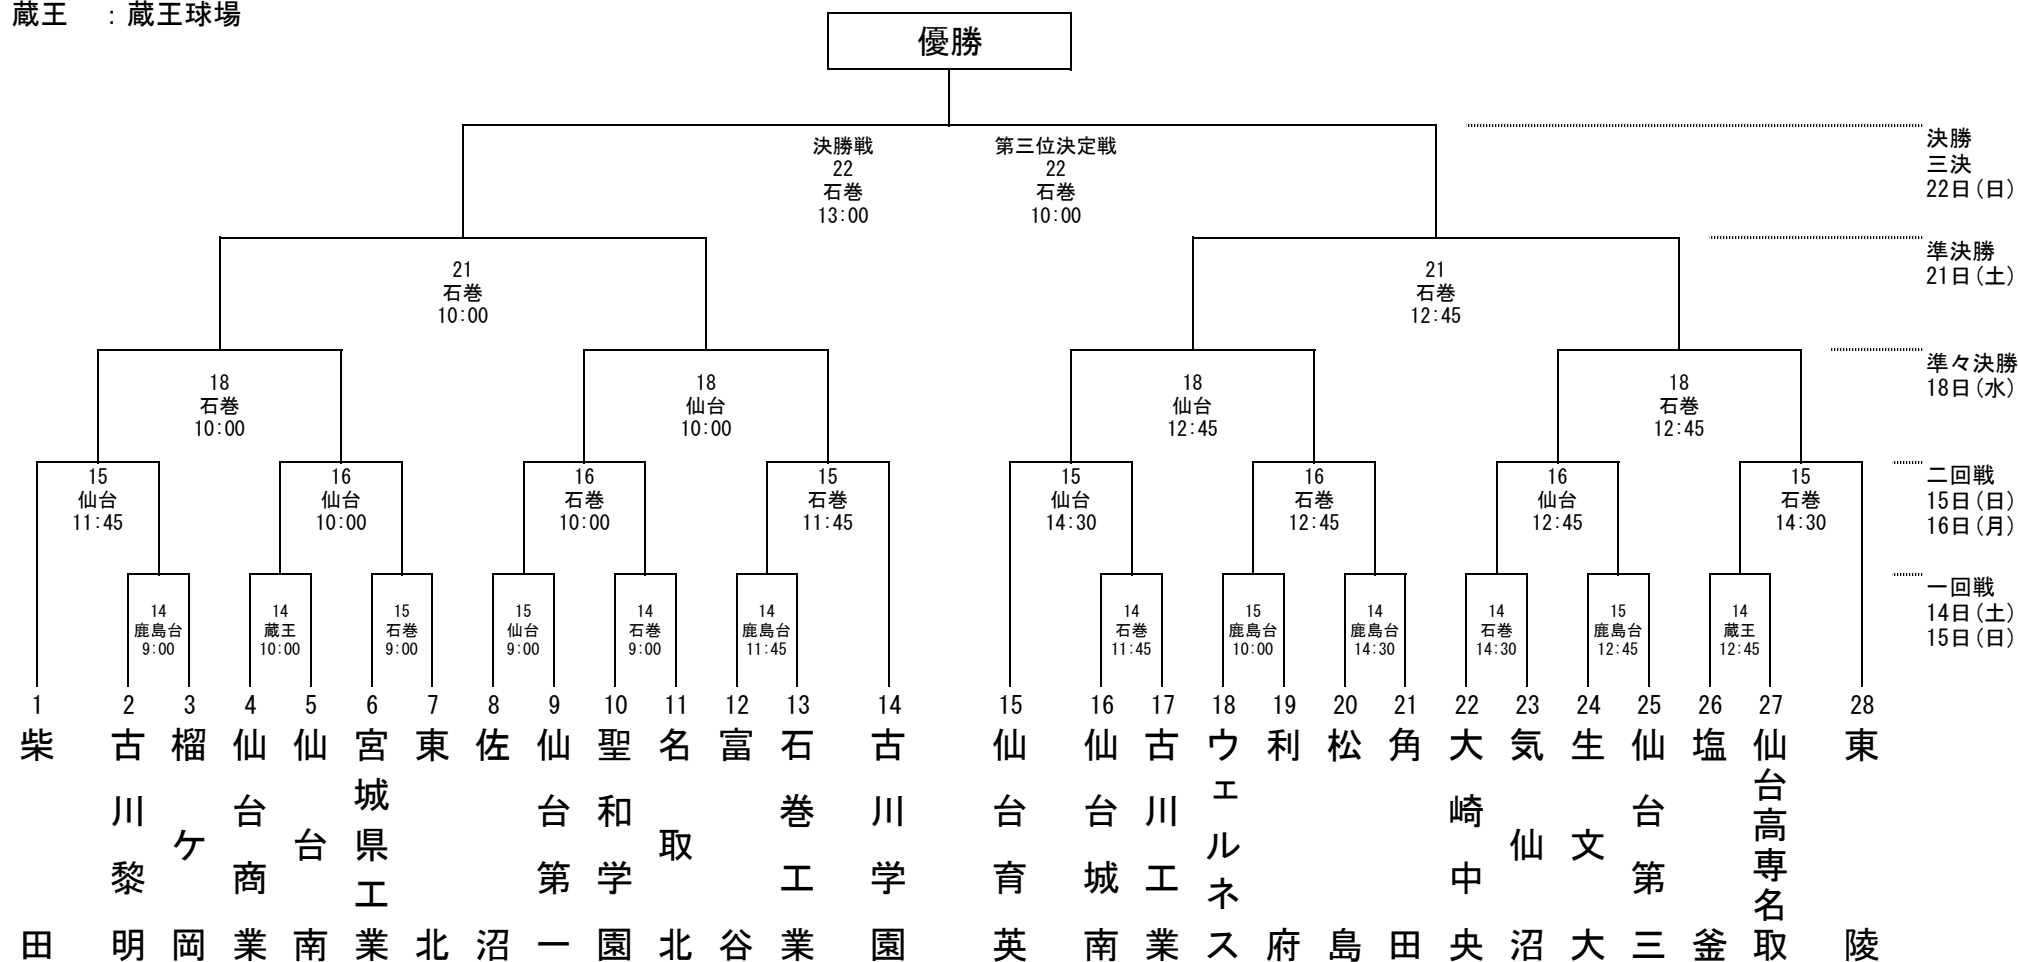 蔵王　：蔵王球場
優勝
決勝戦
22
石巻
13:00
第三位決定戦
22
石巻
10:00
決勝
三決
22日(日)
21
石巻
10:00
21
石巻
12:45
準決勝
21日(土)
18
石巻
10:00
18
仙台
10:00
18
仙台
12:45
18
石巻
12:45
準々決勝
18日(水)
15
仙台
11:45
16
仙台
10:00
16
石巻
10:00
15
石巻
11:45
15
仙台
14:30
16
石巻
12:45
16
仙台
12:45
15
石巻
14:30
二回戦
15日(日)
16日(月)
14
鹿島台
9:00
14
蔵王
10:00
15
石巻
9:00
15
仙台
9:00
14
石巻
9:00
14
鹿島台
11:45
14
石巻
11:45
15
鹿島台
10:00
14
鹿島台
14:30
14
石巻
14:30
15
鹿島台
12:45
14
蔵王
12:45
一回戦
14日(土)
15日(日)
1 2 3 4 5 6 7 8 9 10 11 12 13 14 15 16 17 18 19 20 21 22 23 24 25 26 27 28
柴田
古川黎明
榴ケ岡
仙台商業
仙台南
宮城県工業
東北
佐沼
仙台第一
聖和学園
名取北
富谷
石巻工業
古川学園
仙台育英
仙台城南
古川工業
ウェルネス
利府
松島
角田
大崎中央
気仙沼
生文大
仙台第三
塩釜
仙台高専名取
東陵